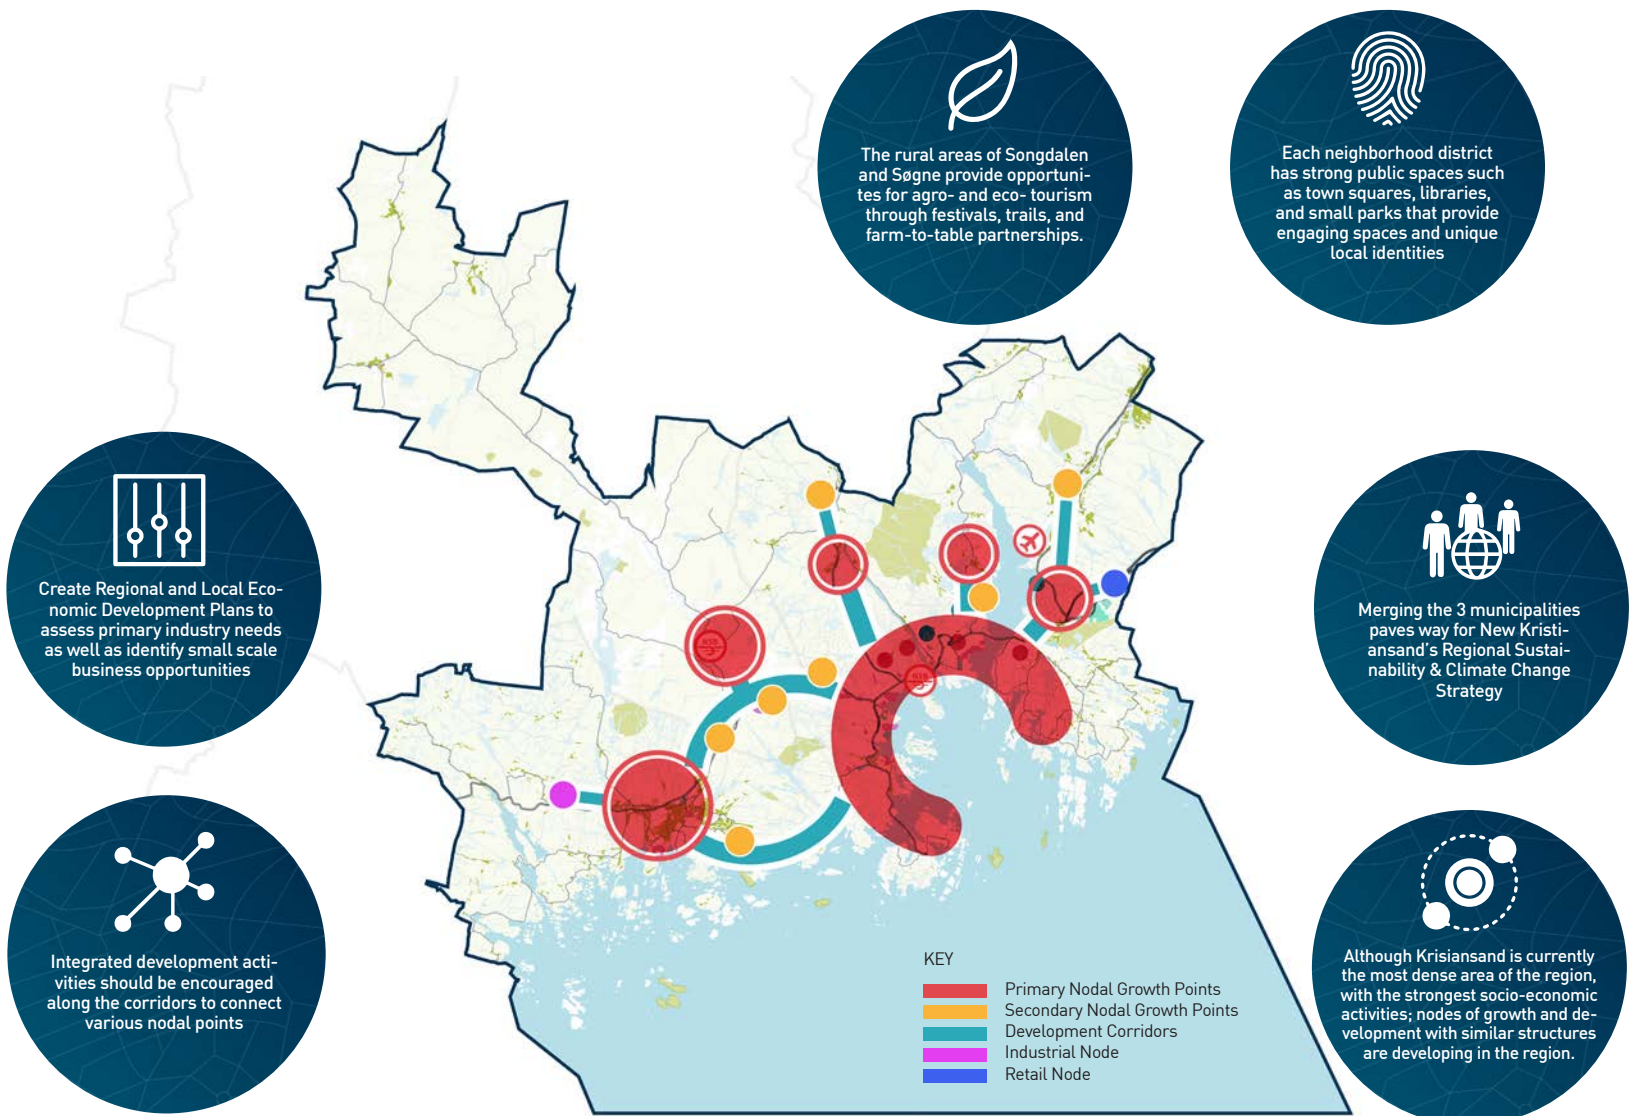 The rural areas of Songdalen
and Søgne provide opportuni-
tes for agro- and eco- tourism
through festivals, trails, and
farm-to-table partnerships.
Each neighborhood district
has strong public spaces such
as town squares, libraries,
and small parks that provide
engaging spaces and unique
local identities
Create Regional and Local Eco-
nomic Development Plans to
assess primary industry needs
as well as identify small scale
business opportunities
Merging the 3 municipalities
paves way for New Kristi-
ansand's Regional Sustai-
nability & Climate Change
Strategy
Integrated development acti-
vities should be encouraged
along the corridors to connect
various nodal points
Although Krisiansand is currently
the most dense area of the region,
with the strongest socio-economic
activities; nodes of growth and de-
velopment with similar structures
are developing in the region.
NSB
NSB
KEY
Primary Nodal Growth Points
Secondary Nodal Growth Points
Development Corridors
Industrial Node
Retail Node